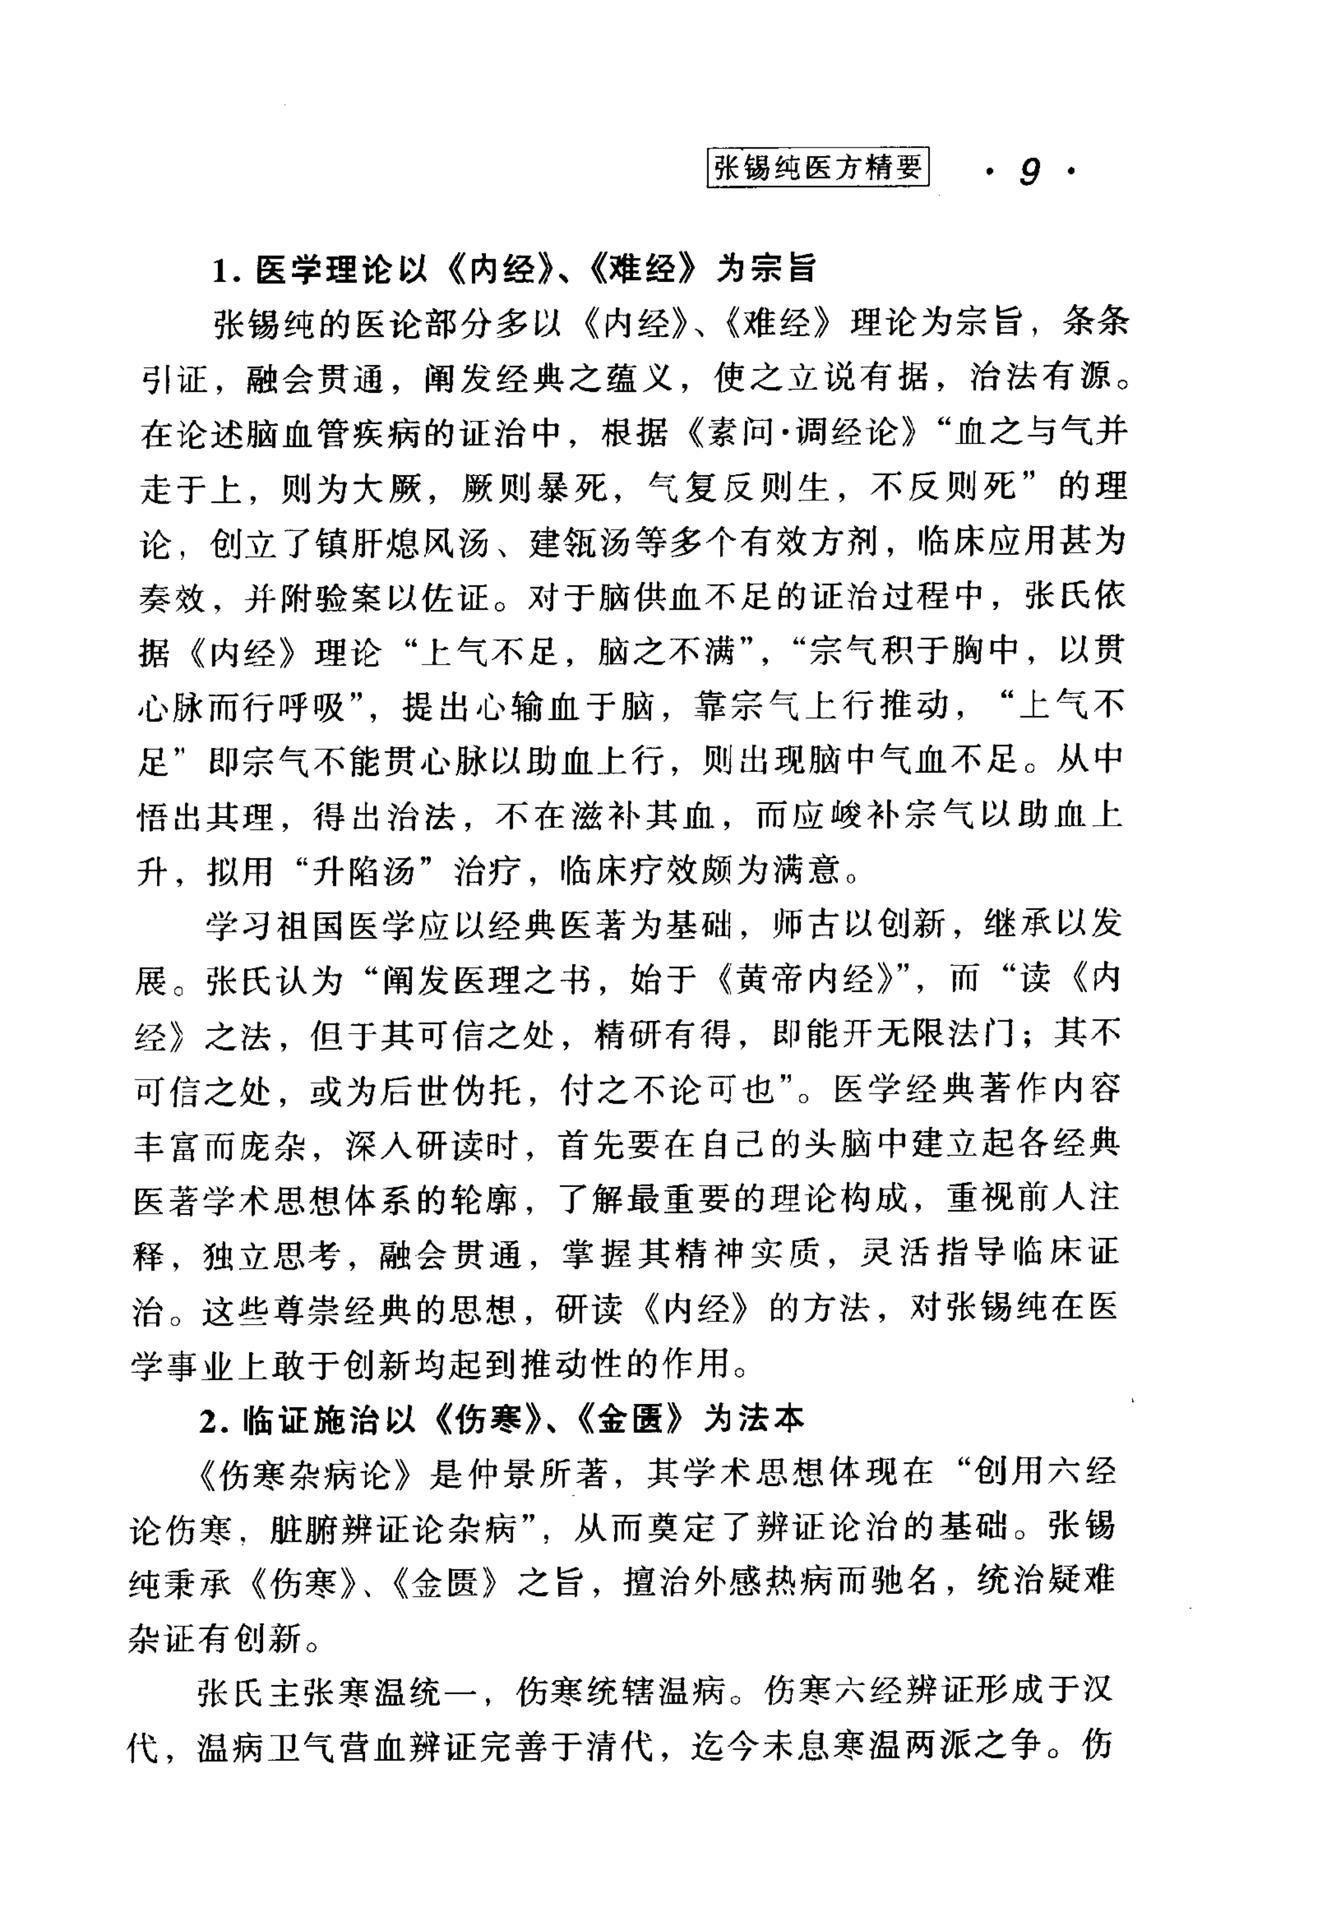 张锡纯医方精要 ·9·
1. 医学理论以《内经》、《难经》为宗旨
张锡纯的医论部分多以《内经》、《难经》理论为宗旨，条条
引证，融会贯通，阐发经典之蕴义，使之立说有据，治法有源。
在论述脑血管疾病的证治中，根据《素问·调经论》“血之与气并
走于上，则为大厥，厥则暴死，气复反则生，不反则死”的理
论，创立了镇肝熄风汤、建瓴汤等多个有效方剂，临床应用甚为
奏效，并附验案以佐证。对于脑供血不足的证治过程中，张氏依
据《内经》理论“上气不足，脑之不满”，“宗气积于胸中，以贯
心脉而行呼吸”，提出心输血于脑，靠宗气上行推动，“上气不
足”即宗气不能贯心脉以助血上行，则出现脑中气血不足。从中
悟出其理，得出治法，不在滋补其血，而应峻补宗气以助血上
升，拟用“升陷汤”治疗，临床疗效颇为满意。
学习祖国医学应以经典医著为基础，师古以创新，继承以发
展。张氏认为“阐发医理之书，始于《黄帝内经》”，而“读《内
经》之法，但于其可信之处，精研有得，即能开无限法门；其不
可信之处，或为后世伪托，付之不论可也”。医学经典著作内容
丰富而庞杂，深入研读时，首先要在自己的头脑中建立起各经典
医著学术思想体系的轮廓，了解最重要的理论构成，重视前人注
释，独立思考，融会贯通，掌握其精神实质，灵活指导临床证
治。这些尊崇经典的思想，研读《内经》的方法，对张锡纯在医
学事业上敢于创新均起到推动性的作用。
2. 临证施治以《伤寒》、《金匮》为法本
《伤寒杂病论》是仲景所著，其学术思想体现在“创用六经
论伤寒，脏腑辨证论杂病”，从而奠定了辨证论治的基础。张锡
纯秉承《伤寒》、《金匮》之旨，擅治外感热病而驰名，统治疑难
杂证有创新。
张氏主张寒温统一，伤寒统辖温病。伤寒六经辨证形成于汉
代，温病卫气营血辨证完善于清代，迄今未息寒温两派之争。伤